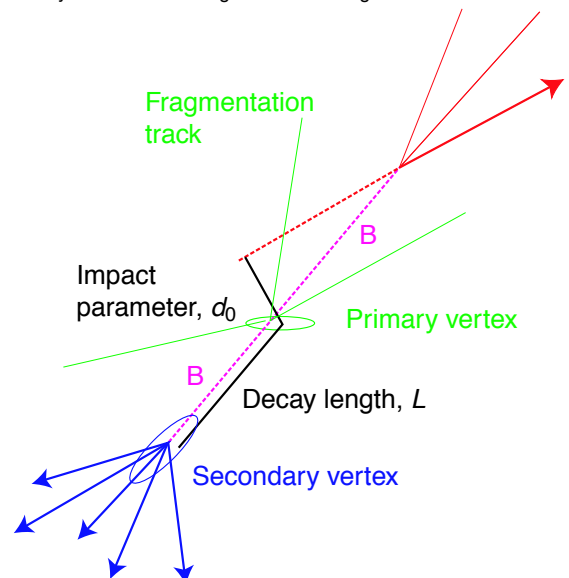 Fragmentation
track
B
Impact
parameter, d0
Primary vertex
B
Decay length, L
Secondary vertex